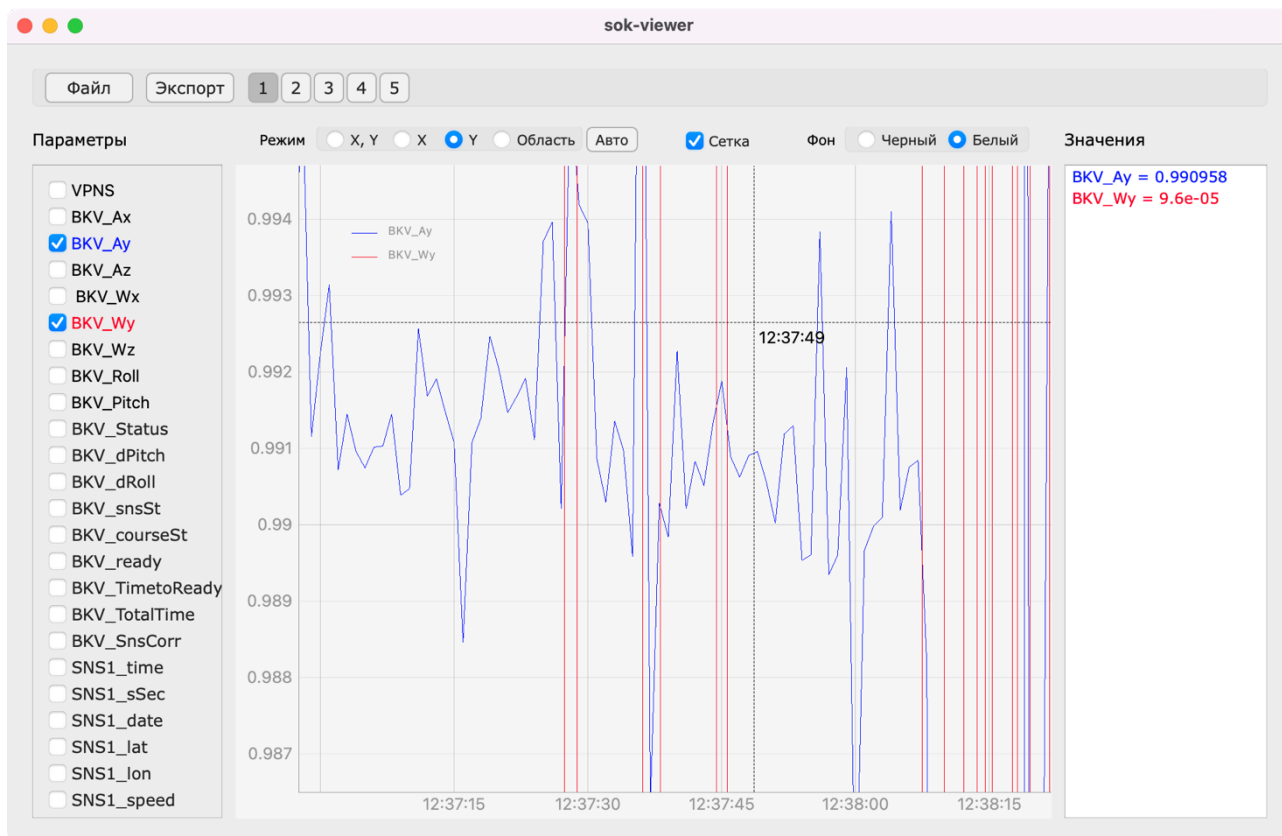 sok-viewer
Файл Экспорт 1 2 3 4 5
Параметры Режим X, Y X Y Область Авто Сетка Фон Черный Белый Значения
VPNS
BKV_Ax
BKV_Ay
BKV_Az
BKV_Wx
BKV_Wy
BKV_Wz
BKV_Roll
BKV_Pitch
BKV_Status
BKV_dPitch
BKV_dRoll
BKV_snsSt
BKV_courseSt
BKV_ready
BKV_TimetoReady
BKV_TotalTime
BKV_SnsCorr
SNS1_time
SNS1_sSec
SNS1_date
SNS1_lat
SNS1_lon
SNS1_speed
0.994
0.993
0.992
0.991
0.99
0.989
0.988
0.987
BKV_Ay
BKV_Wy
12:37:49
12:37:15 12:37:30 12:37:45 12:38:00 12:38:15
BKV_Ay = 0.990958
BKV_Wy = 9.6e-05